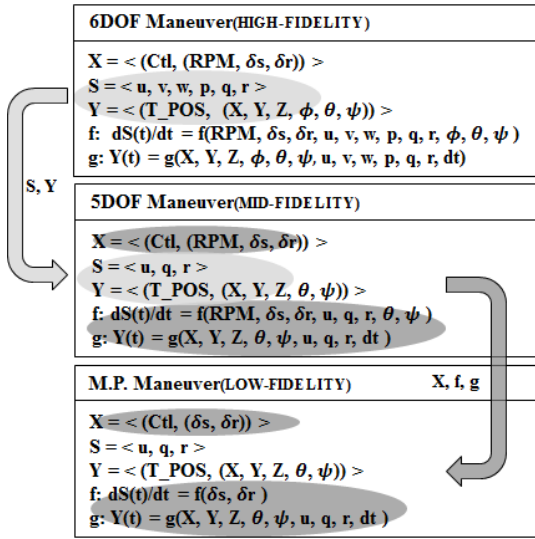 6DOF Maneuver(HIGH-FIDELITY)
X = < (Ctl, (RPM, δs, δr)) >
S = < u, v, w, p, q, r >
Y = < (T_POS, (X, Y, Z, ϕ, θ, ψ)) >
f: dS(t)/dt = f(RPM, δs, δr, u, v, w, p, q, r, ϕ, θ, ψ )
g: Y(t) = g(X, Y, Z, ϕ, θ, ψ, u, v, w, p, q, r, dt)
S, Y
5DOF Maneuver(MID-FIDELITY)
X = < (Ctl, (RPM, δs, δr)) >
S = < u, q, r >
Y = < (T_POS, (X, Y, Z, θ, ψ)) >
f: dS(t)/dt = f(RPM, δs, δr, u, q, r, θ, ψ )
g: Y(t) = g(X, Y, Z, θ, ψ, u, q, r, dt )
X, f, g
M.P. Maneuver(LOW-FIDELITY)
X = < (Ctl, (δs, δr)) >
S = < u, q, r >
Y = < (T_POS, (X, Y, Z, θ, ψ)) >
f: dS(t)/dt = f(δs, δr )
g: Y(t) = g(X, Y, Z, θ, ψ, u, q, r, dt )